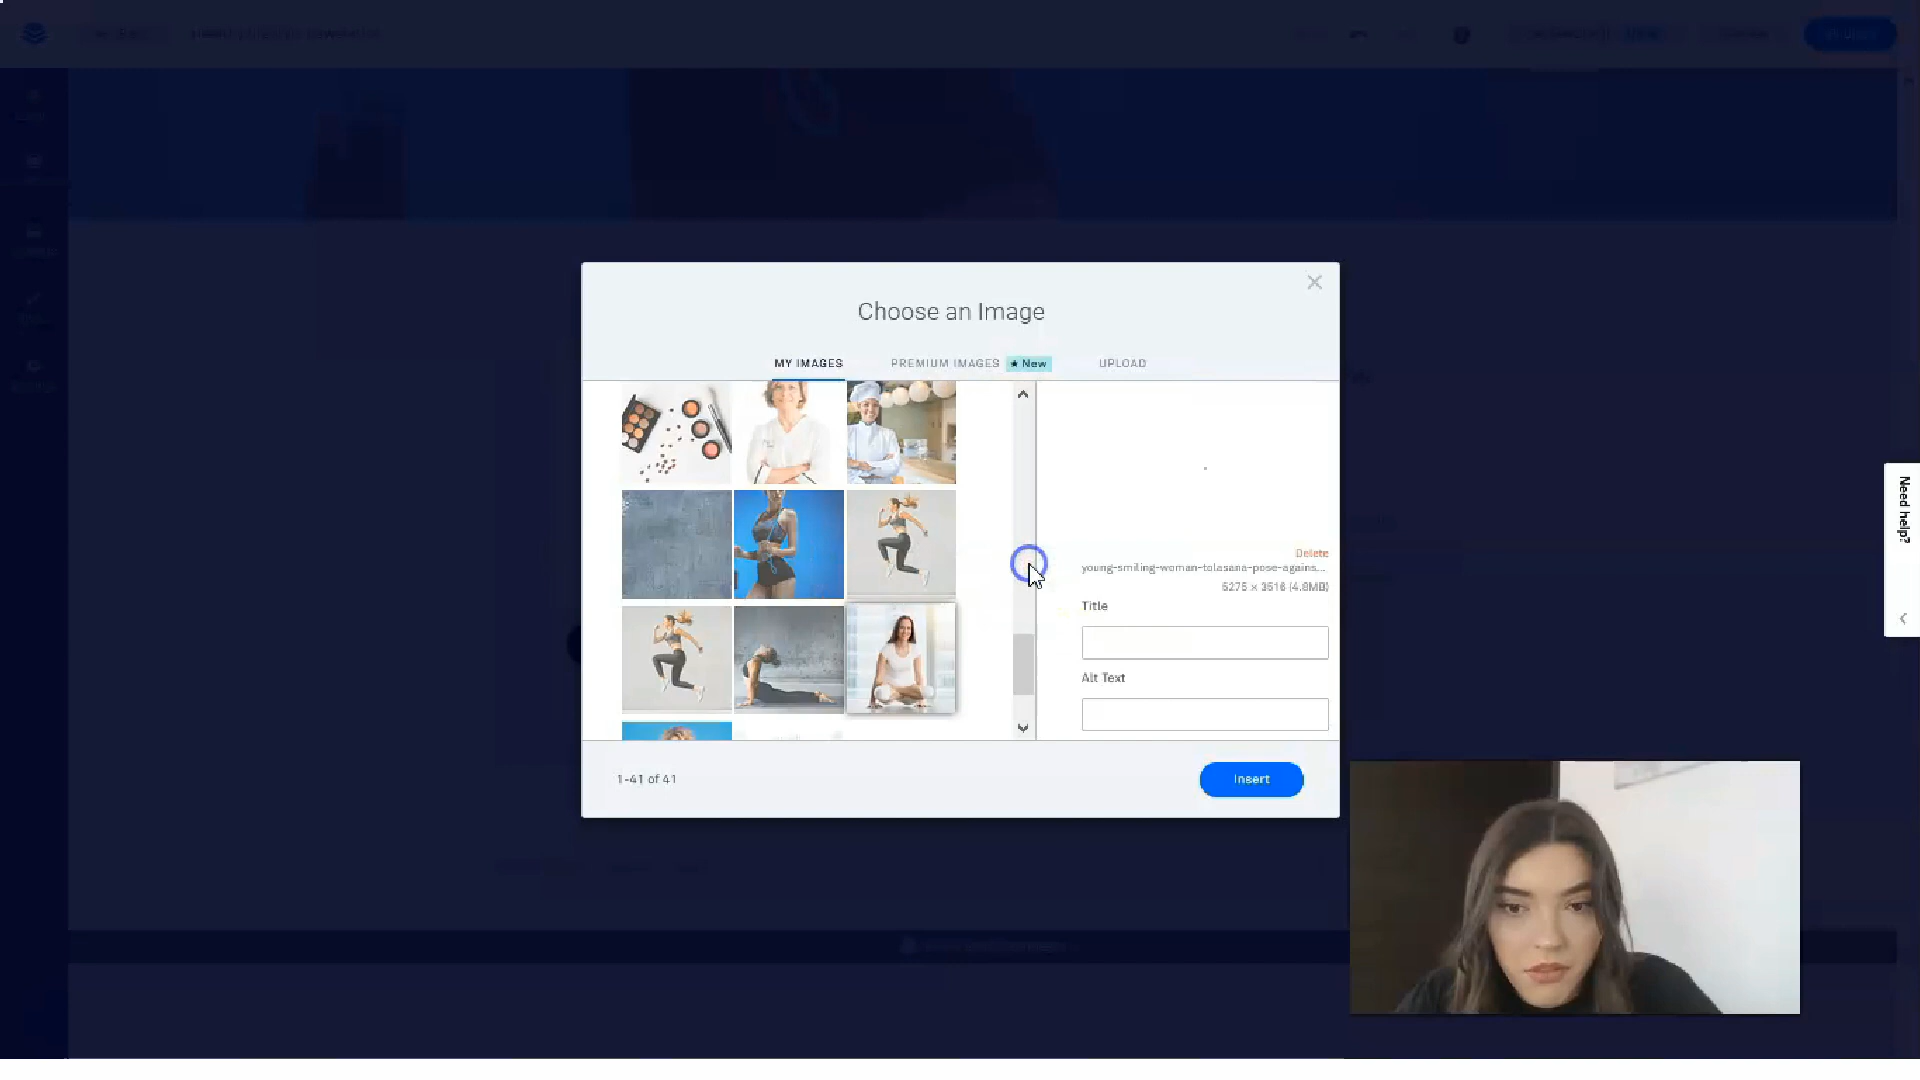 Choose an Image
MY IMAGES
PREMIUM IMAGES
★ New
UPLOAD
Delete
young-smiling-woman-tolasana-pose-agains...
5275 x 3516 (4.8MB)
Title
Alt Text
1-41 of 41
Insert
Need help?